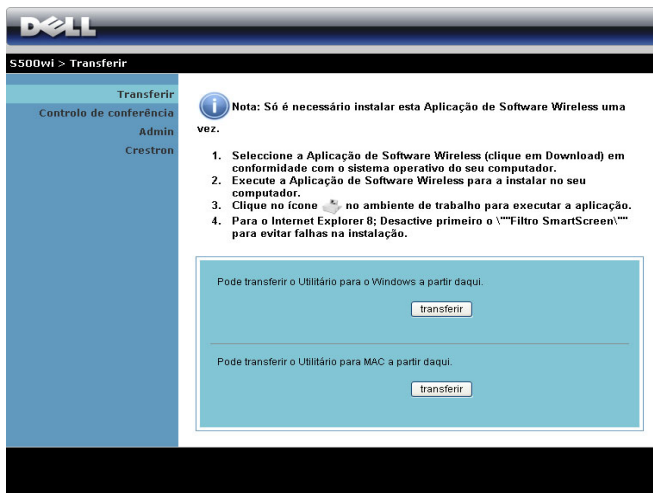 DELL
S500wi > Transferir
Transferir
Controlo de conferência
Admin
Crestron
Nota: Só é necessário instalar esta Aplicação de Software Wireless uma
vez.
1. Seleccione a Aplicação de Software Wireless (clique em Download) em
conformidade com o sistema operativo do seu computador.
2. Execute a Aplicação de Software Wireless para a instalar no seu
computador.
3. Clique no ícone no ambiente de trabalho para executar a aplicação.
4. Para o Internet Explorer 8; Desactive primeiro o \""Filtro SmartScreen\""
para evitar falhas na instalação.
Pode transferir o Utilitário para o Windows a partir daqui.
transferir
Pode transferir o Utilitário para MAC a partir daqui.
transferir